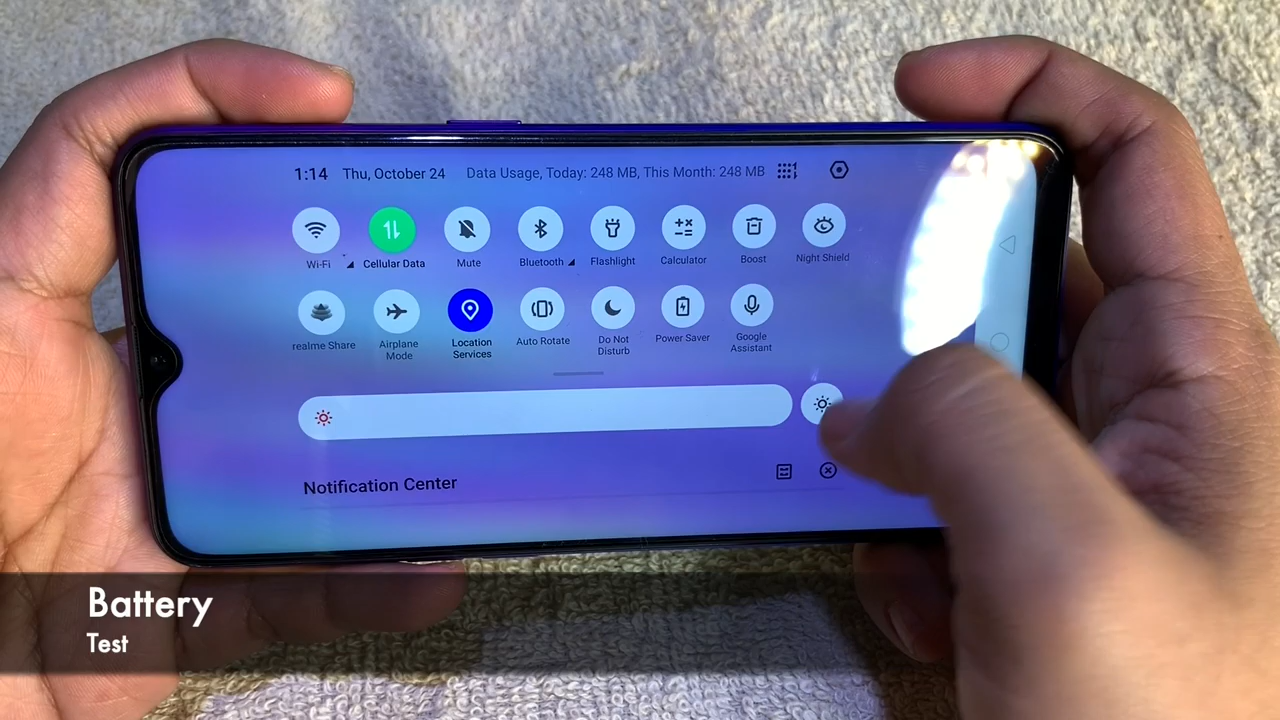 1:14 Thu, October 24 Data Usage, Today: 248 MB, This Month: 248 MB
Wi-Fi Cellular Data Mute Bluetooth Flashlight Calculator Boost Night Shield
realme Share Airplane Mode Location Services Auto Rotate Do Not Disturb Power Saver Google Assistant
Notification Center
Battery
Test